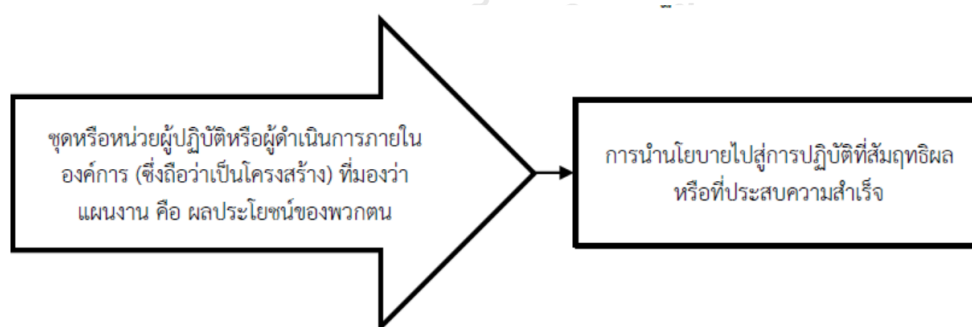 ชุดหรือหน่วยผู้ปฏิบัติหรือผู้ดำเนินการภายใน
องค์การ (ซึ่งถือว่าเป็นโครงสร้าง) ที่มองว่า
แผนงาน คือ ผลประโยชน์ของพวกตน
การนำนโยบายไปสู่การปฏิบัติที่สัมฤทธิผล
หรือที่ประสบความสำเร็จ